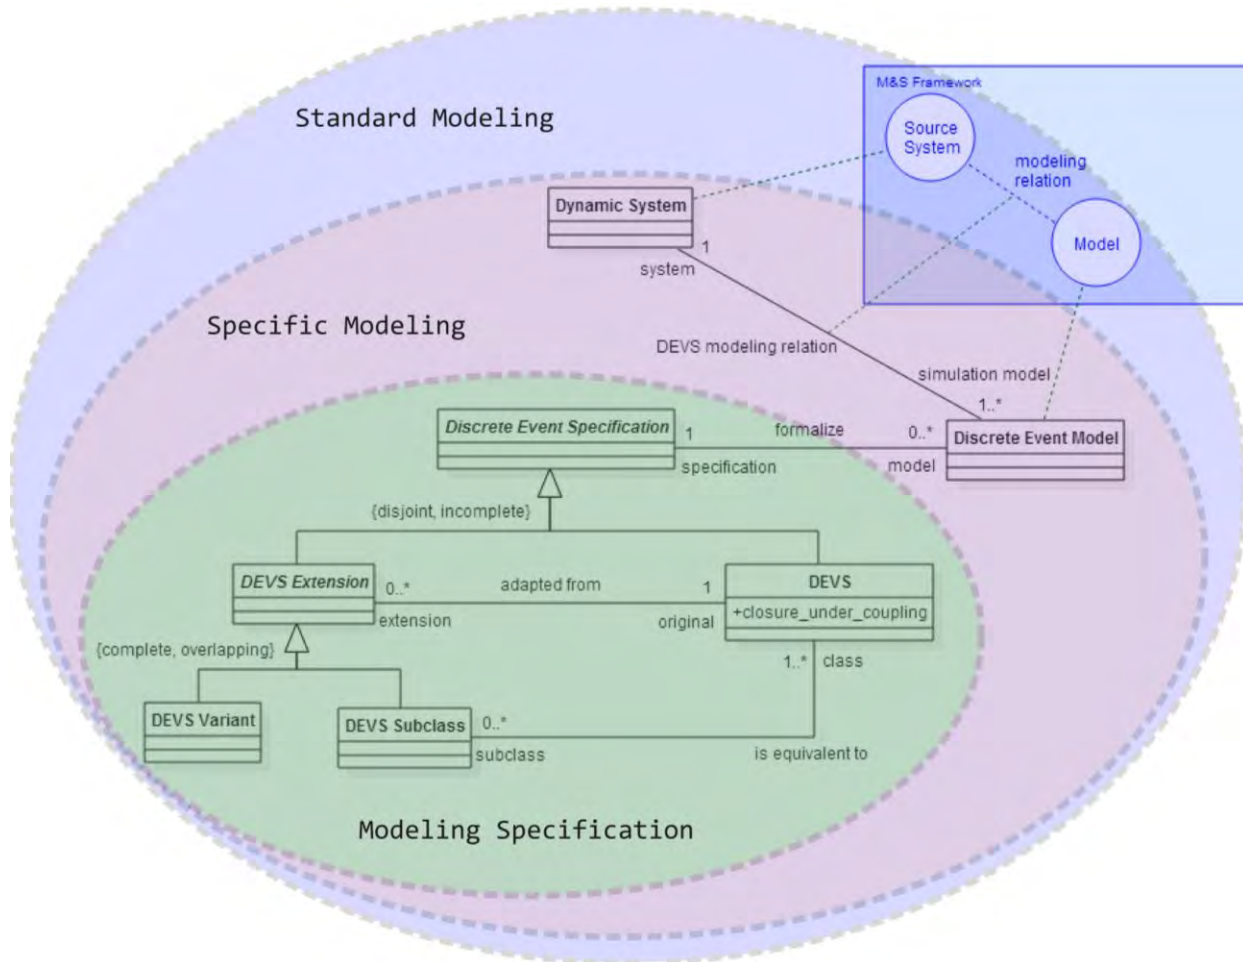 M&S Framework
Standard Modeling
Source
System
modeling
relation
Dynamic System
1
system
Model
Specific Modeling
DEVS modeling relation
simulation model
1..*
Discrete Event Specification
1
formalize
0..*
Discrete Event Model
specification
model
{disjoint, incomplete}
DEVS Extension
0..*
adapted from
1
DEVS
+closure_under_coupling
extension
original
{complete, overlapping}
1..*
class
DEVS Variant
DEVS Subclass
0..*
subclass
is equivalent to
Modeling Specification